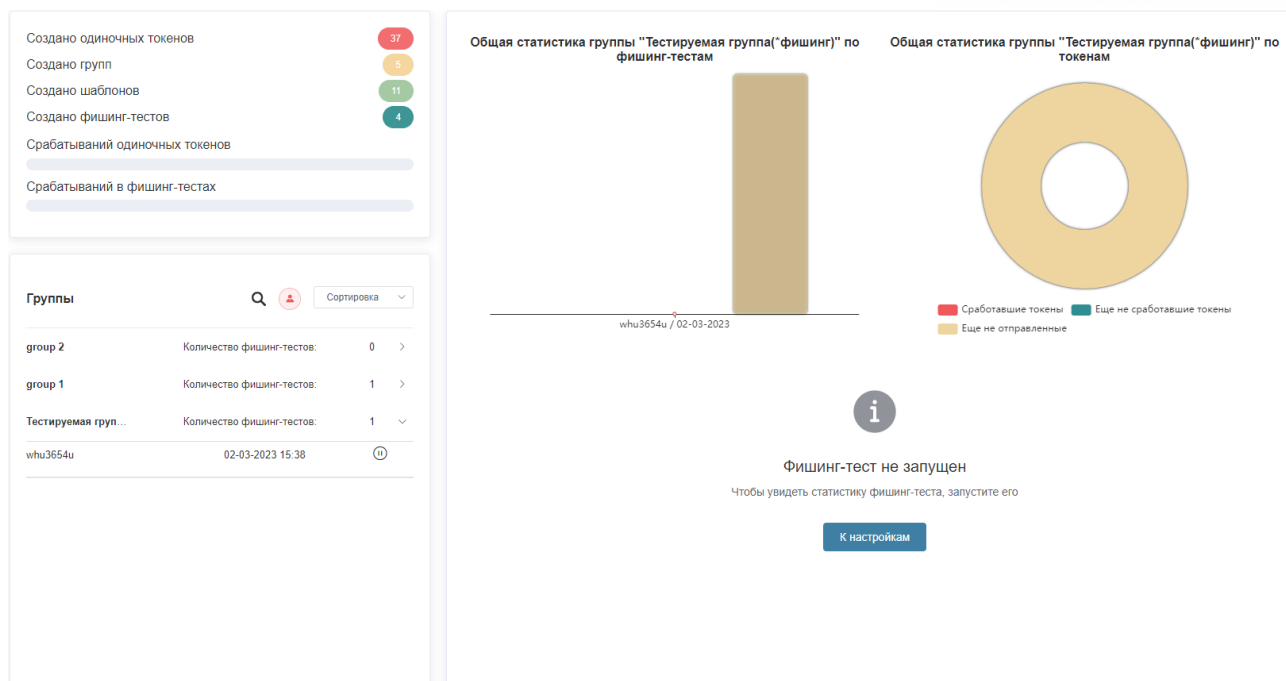 Создано одиночных токенов 37
Создано групп 5
Создано шаблонов 11
Создано фишинг-тестов 4
Срабатываний одиночных токенов
Срабатываний в фишинг-тестах
Группы Сортировка
group 2 Количество фишинг-тестов: 0
group 1 Количество фишинг-тестов: 1
Тестируемая груп... Количество фишинг-тестов: 1
whu3654u 02-03-2023 15:38
Общая статистика группы "Тестируемая группа(*фишинг)" по
фишинг-тестам
whu3654u / 02-03-2023
Общая статистика группы "Тестируемая группа(*фишинг)" по
токенам
Сработавшие токены Еще не сработавшие токены
Еще не отправленные
Фишинг-тест не запущен
Чтобы увидеть статистику фишинг-теста, запустите его
К настройкам